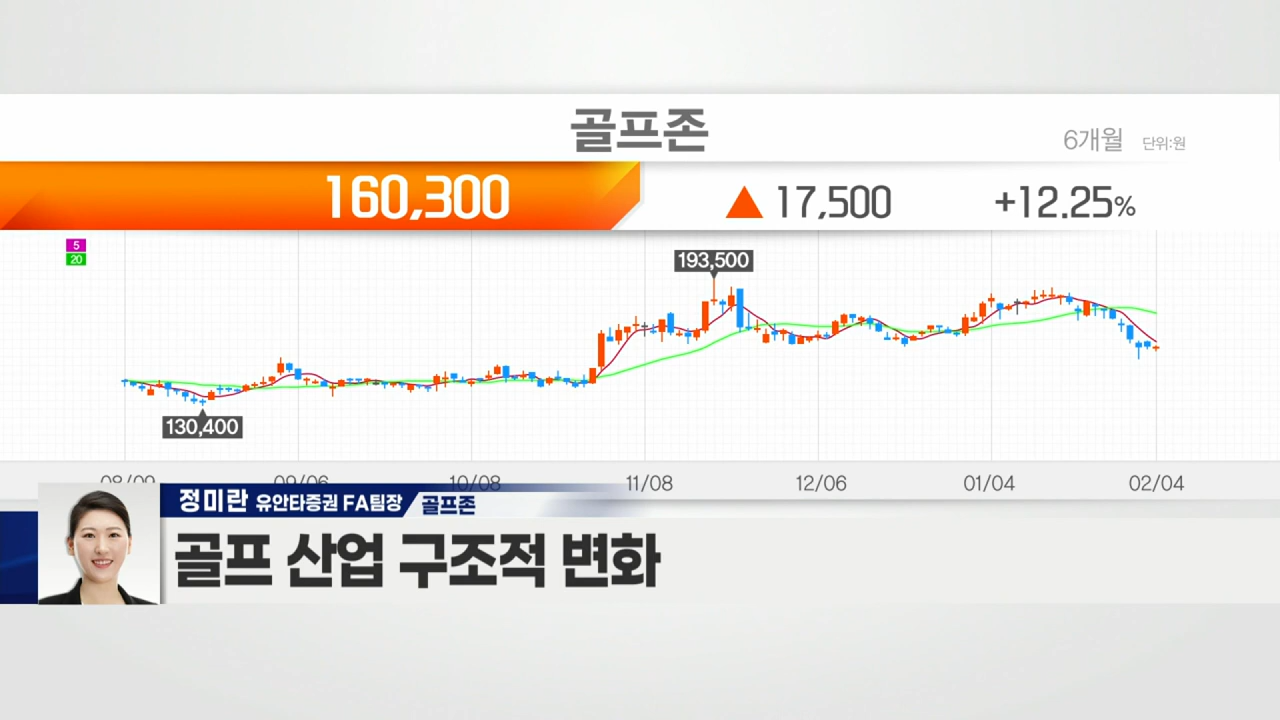 골프존
6개월 단위:원
160,300 ▲ 17,500 +12.25%
5
20
193,500
130,400
08/09 09/06 10/08 11/08 12/06 01/04 02/04
정미란 유안타증권 FA팀장 골프존
골프 산업 구조적 변화